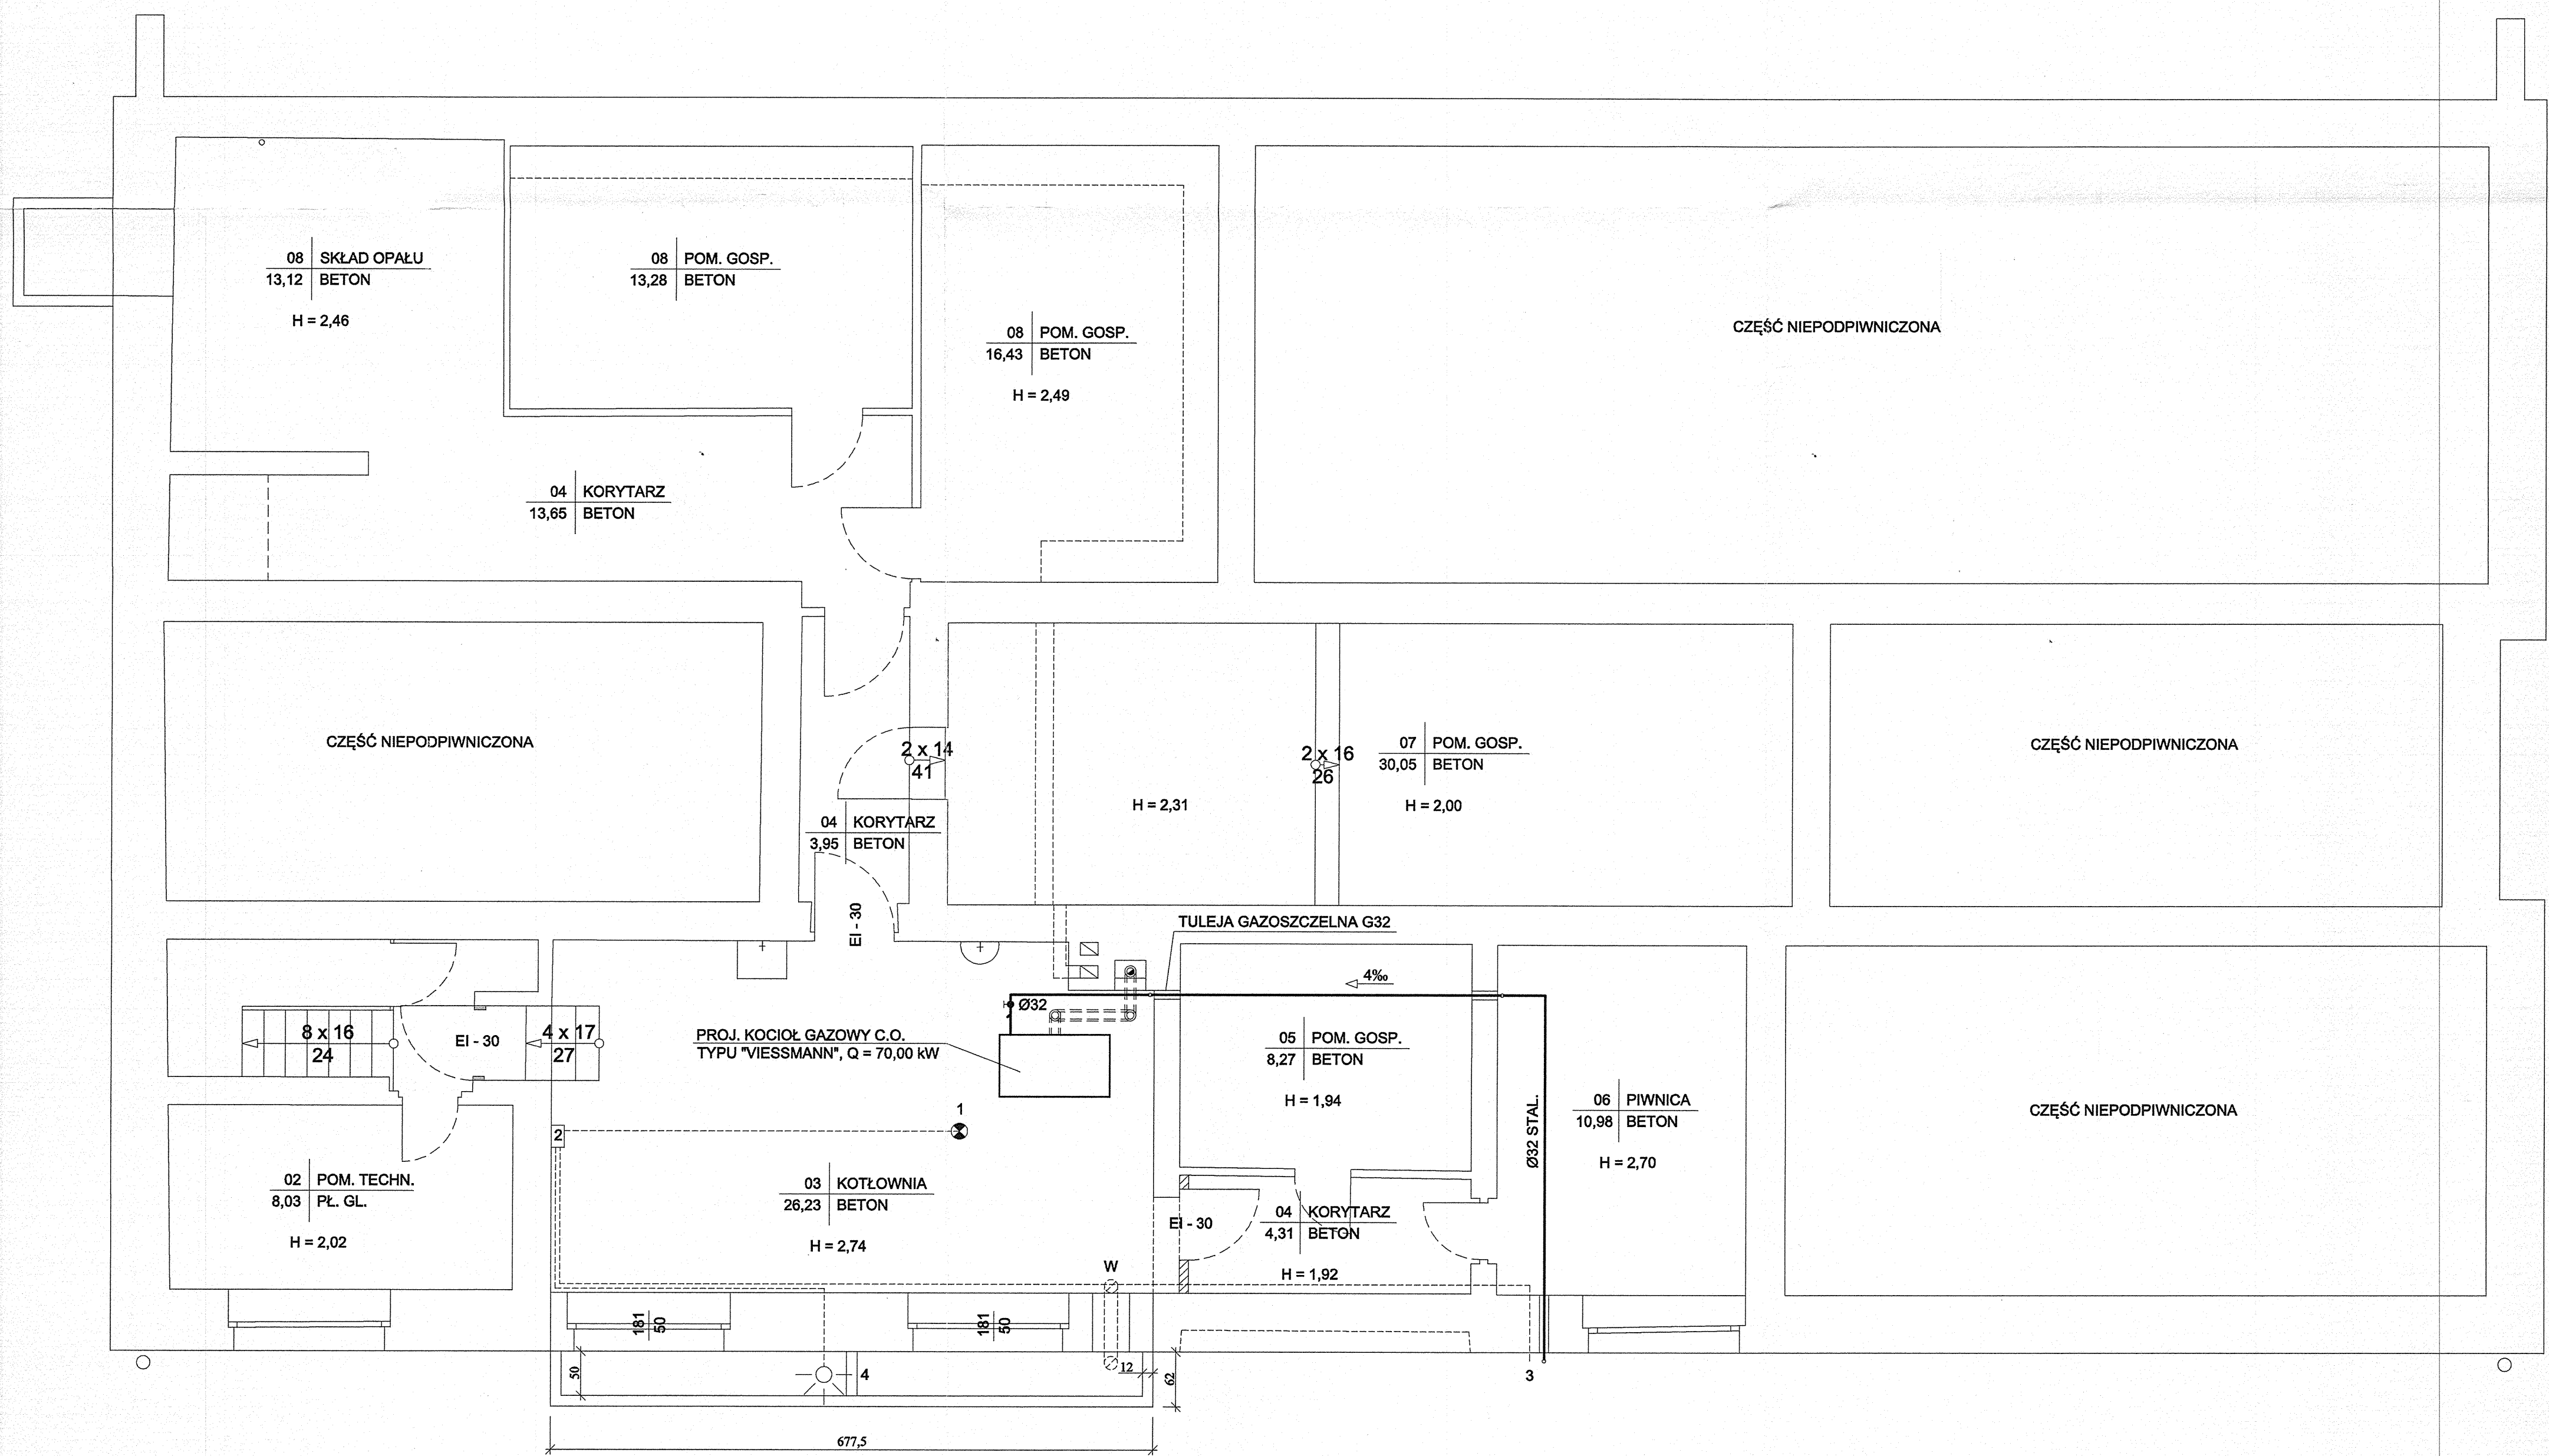 08 SKŁAD OPAŁU
13,12 BETON
H = 2,46
08 POM. GOSP.
13,28 BETON
08 POM. GOSP.
16,43 BETON
H = 2,49
CZĘŚĆ NIEPODPIWNICZONA
04 KORYTARZ
13,65 BETON
CZĘŚĆ NIEPODPIWNICZONA
2 x 14
41
04 KORYTARZ
3,95 BETON
H = 2,31
2 x 16
26
07 POM. GOSP.
30,05 BETON
H = 2,00
CZĘŚĆ NIEPODPIWNICZONA
EI - 30
TULEJA GAZOSZCZELNA G32
4‰
Ø32
8 x 16
24
EI - 30
4 x 17
27
PROJ. KOCIOŁ GAZOWY C.O.
TYPU "VIESSMANN", Q = 70,00 kW
05 POM. GOSP.
8,27 BETON
H = 1,94
Ø32 STAL.
06 PIWNICA
10,98 BETON
H = 2,70
CZĘŚĆ NIEPODPIWNICZONA
1
2
02 POM. TECHN.
8,03 PŁ. GL.
H = 2,02
03 KOTŁOWNIA
26,23 BETON
H = 2,74
EI - 30
04 KORYTARZ
4,31 BETON
H = 1,92
W
181
50
181
50
50
4
12
62
3
677,5